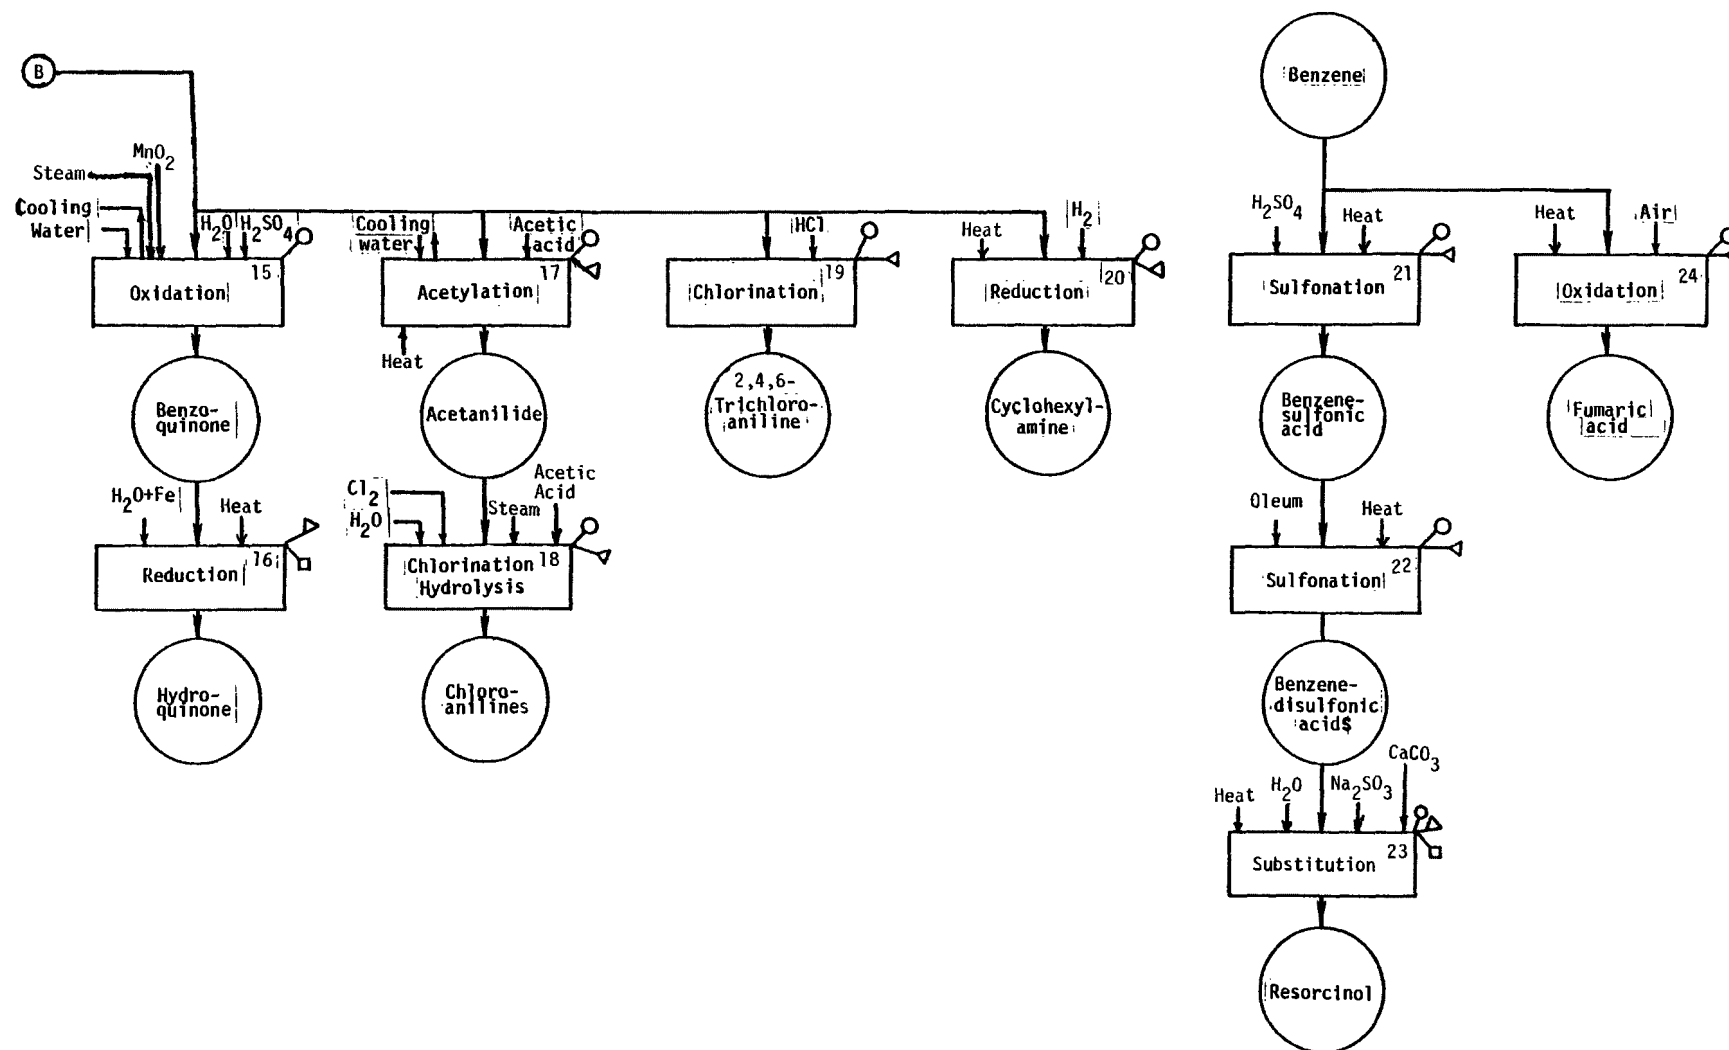 B
Benzene
MnO2
Steam
Cooling
Water
H2O
H2SO4
Cooling
water
Acetic
acid
HCl
Heat
H2
H2SO4
Heat
Heat
Air
Oxidation
15
Acetylation
17
Chlorination
19
Reduction
20
Sulfonation
21
Oxidation
24
Heat
Benzo-
quinone
Acetanilide
2,4,6-
Trichloro-
aniline
Cyclohexyl-
amine
Benzene-
sulfonic
acid
Fumaric
acid
H2O+Fe
Heat
Cl2
H2O
Steam
Acetic
Acid
Oleum
Heat
Reduction
16
Chlorination
Hydrolysis
18
Sulfonation
22
Hydro-
quinone
Chloro-
anilines
Benzene-
disulfonic
acid$
Heat
H2O
Na2SO3
CaCO3
Substitution
23
Resorcinol